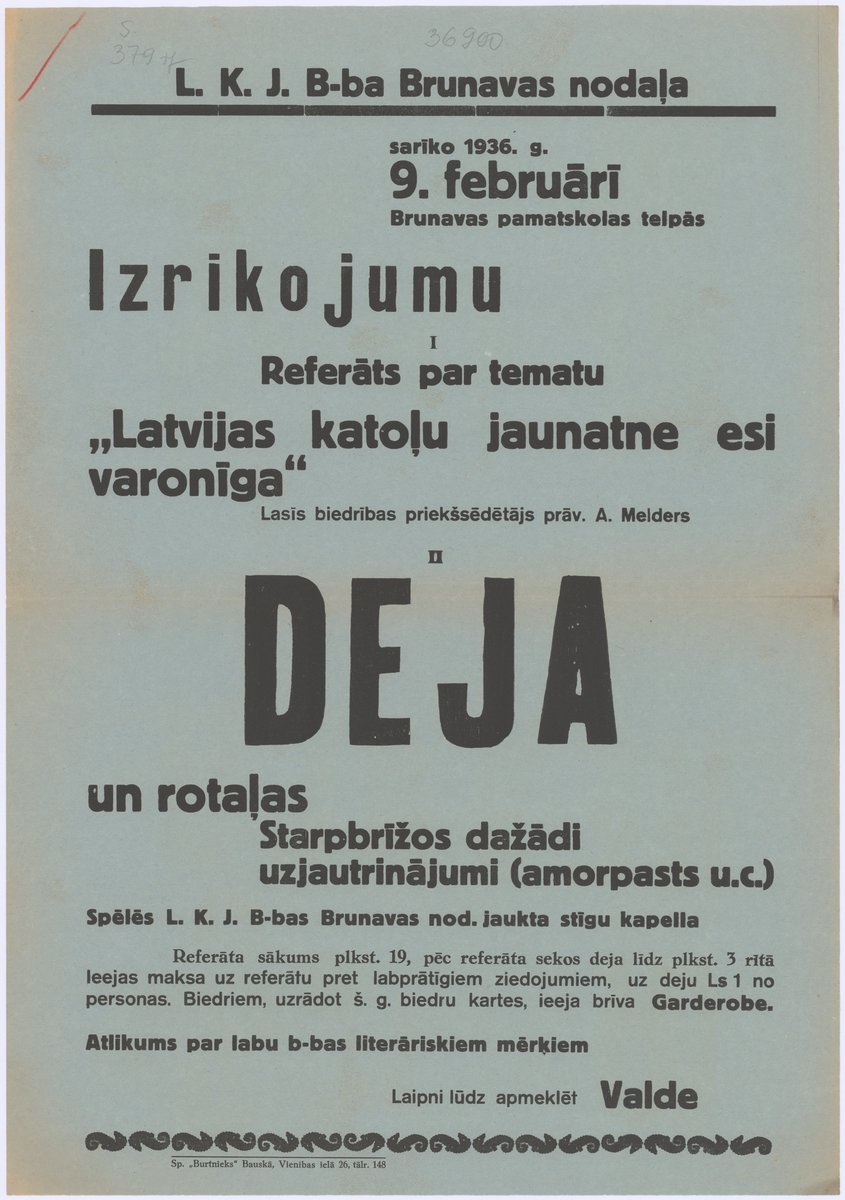 S
379
36900
L. K. J. B-ba Brunavas nodaļa
sarīko 1936. g.
9. februārī
Brunavas pamatskolas telpās
Izrikojumu
I
Referāts par tematu
„Latvijas katoļu jaunatne esi
varonīga“
Lasīs biedrības priekšsēdētājs prāv. A. Melders
II
DEJA
un rotaļas
Starpbrīžos dažādi
uzjautrinājumi (amorpasts u.c.)
Spēlēs L. K. J. B-bas Brunavas nod. jaukta stīgu kapella
Referāta sākums plkst. 19, pēc referāta sekos deja līdz plkst. 3 rītā
Ieejas maksa uz referātu pret labprātīgiem ziedojumiem, uz deju Ls 1 no
personas. Biedriem, uzrādot š. g. biedru kartes, ieeja brīva Garderobe.
Atlikums par labu b-bas literāriskiem mērķiem
Laipni lūdz apmeklēt Valde
Sp. „Burtnieks“ Bauskā, Vienības ielā 26, tālr. 148